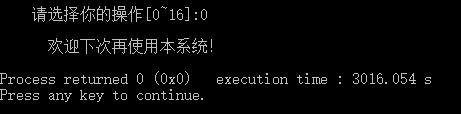 请选择你的操作[0~16]:0
欢迎下次再使用本系统!
Process returned 0 (0x0)   execution time : 3016.054 s
Press any key to continue.